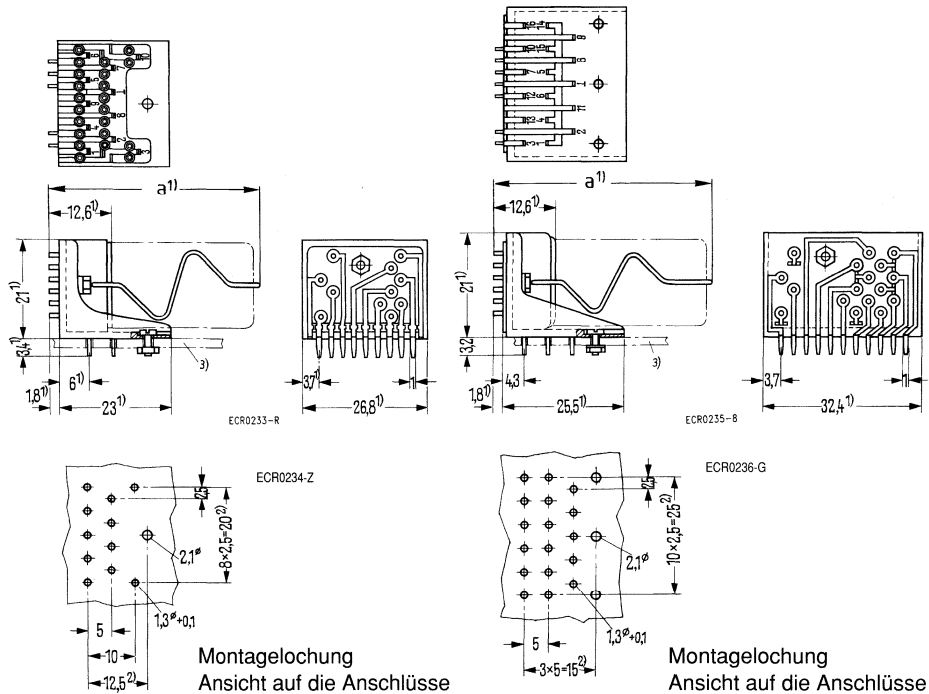 a¹⁾
12,6¹⁾
21¹⁾
3,4¹⁾
1,8¹⁾
6¹⁾
23¹⁾
3)
3,7¹⁾
1
26,8¹⁾
ECR0233-R
a¹⁾
12,6¹⁾
21¹⁾
3,2
1,8¹⁾
4,3
25,5¹⁾
3)
3,7
1
32,4¹⁾
ECR0235-8
ECR0234-Z
2,5
8×2,5=20²⁾
2,1ø
1,3ø+0,1
5
10
12,5²⁾
Montagelochung
Ansicht auf die Anschlüsse
ECR0236-G
2,5
10×2,5=25²⁾
2,1ø
1,3ø+0,1
5
3×5=15²⁾
Montagelochung
Ansicht auf die Anschlüsse